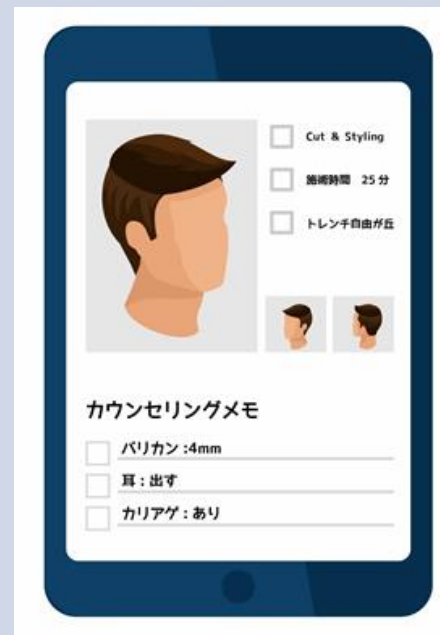 Cut & Styling
施術時間 25分
トレンチ自由が丘
カウンセリングメモ
バリカン:4mm
耳:出す
カリアゲ:あり